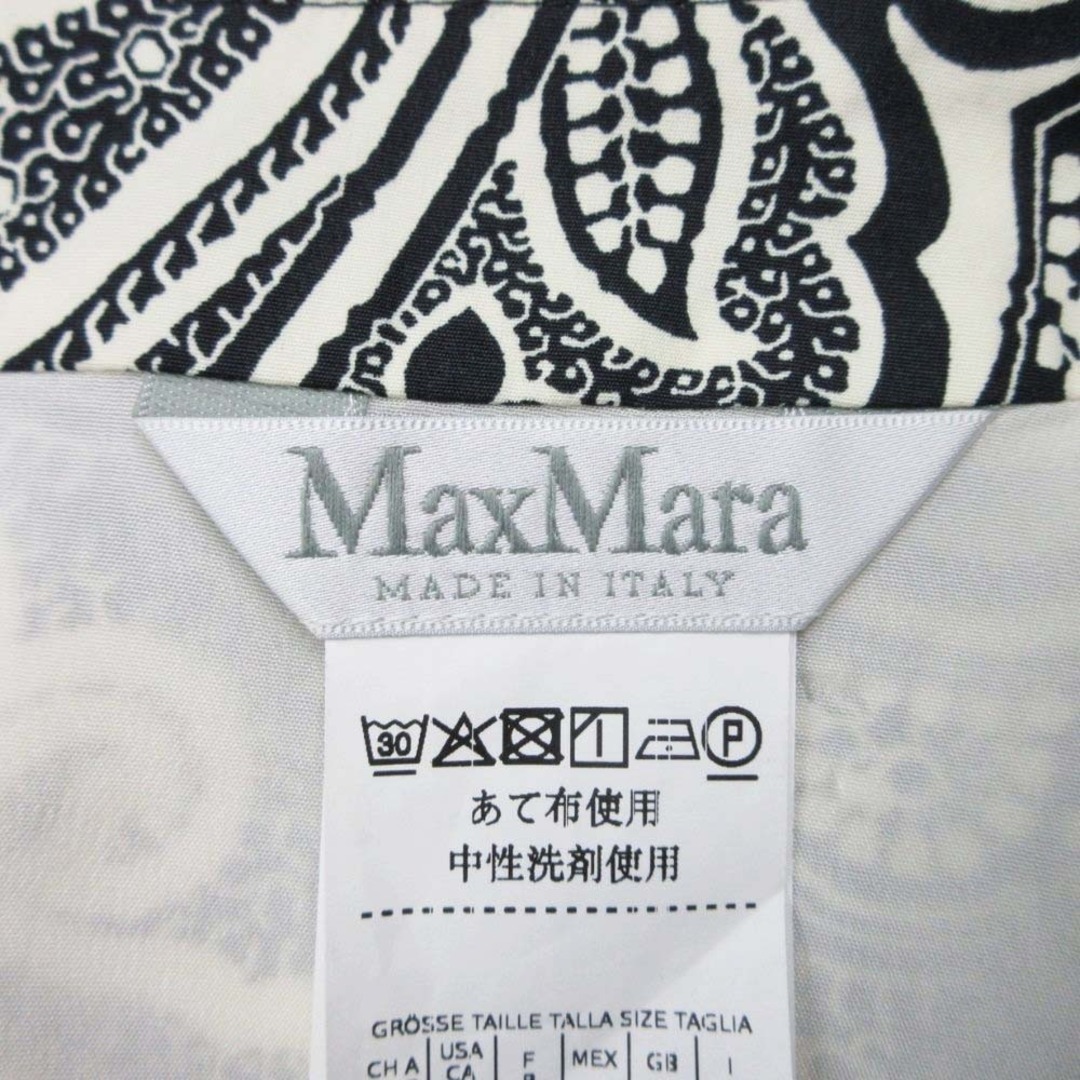 MaxMara
MADE IN ITALY
30 P
あて布使用
中性洗剤使用
GRÖSSE TAILLE TALLA SIZE TAGLIA
CH A USA F MEX GB I
CA